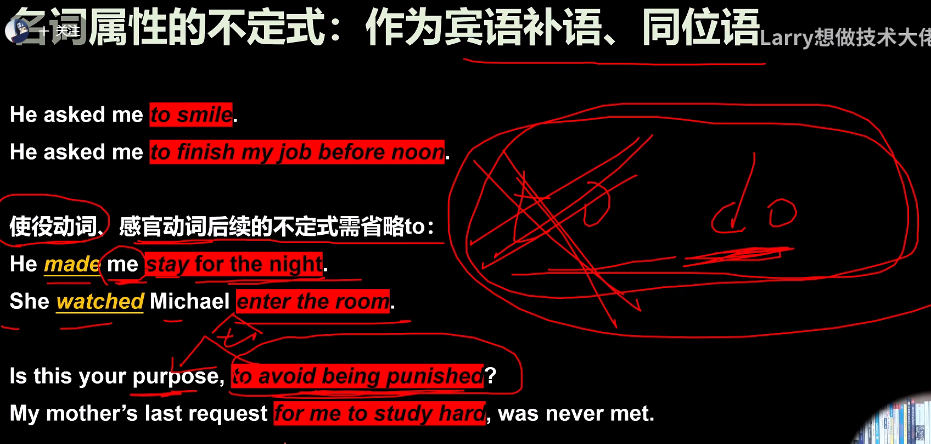 名词属性的不定式：作为宾语补语、同位语
+ 关注
Larry想做技术大佬
He asked me to smile.
He asked me to finish my job before noon.
使役动词、感官动词后续的不定式需省略to：
He made me stay for the night.
She watched Michael enter the room.
Is this your purpose, to avoid being punished?
My mother’s last request for me to study hard, was never met.
to do